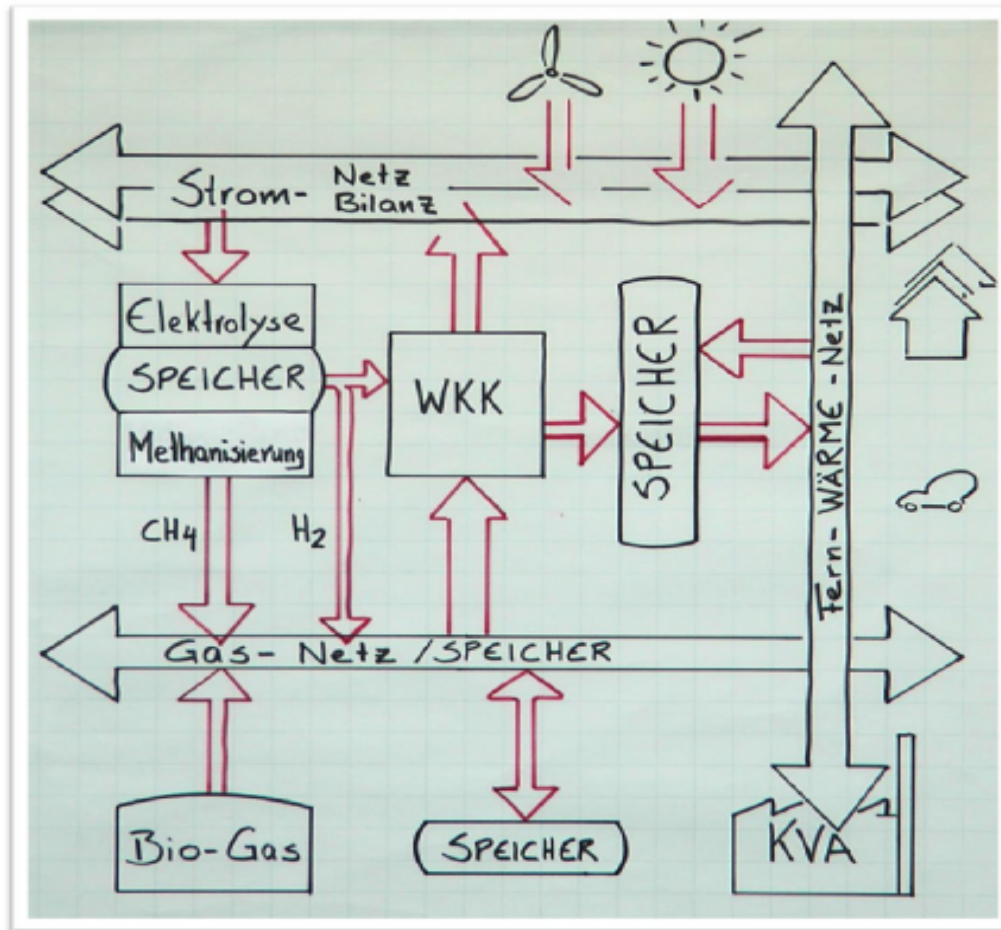 Strom- Netz
Bilanz
Elektrolyse
SPEICHER
Methanisierung
WKK
SPEICHER
Fern-WÄRME-Netz
CH4
H2
Gas-Netz /SPEICHER
Bio-Gas
SPEICHER
KVA